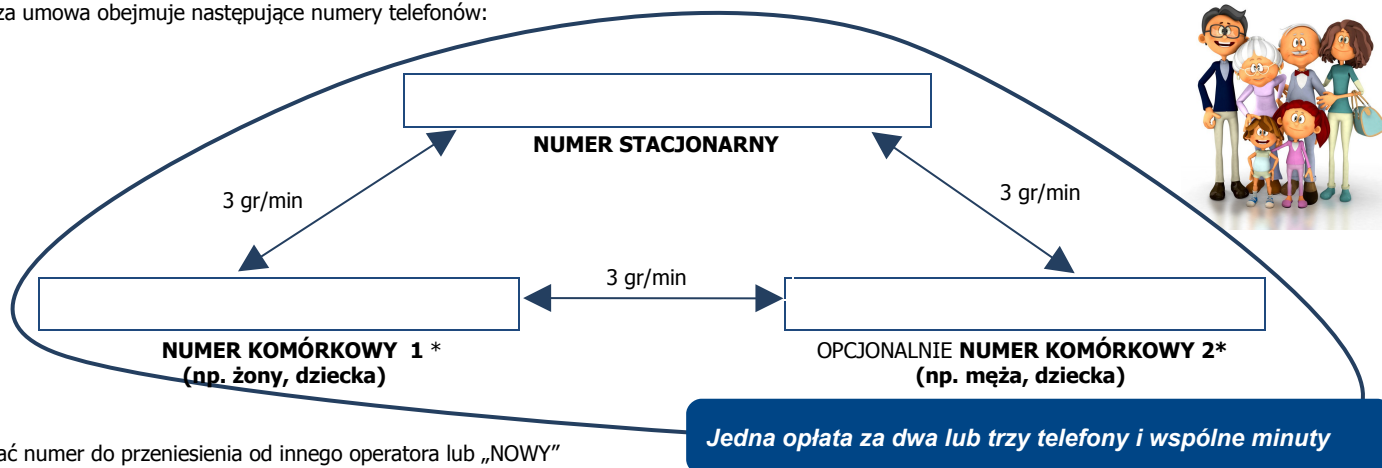 za umowa obejmuje następujące numery telefonów:
NUMER STACJONARNY
3 gr/min
3 gr/min
3 gr/min
NUMER KOMÓRKOWY 1 *
(np. żony, dziecka)
OPCJONALNIE NUMER KOMÓRKOWY 2*
(np. męża, dziecka)
Jedna opłata za dwa lub trzy telefony i wspólne minuty
ać numer do przeniesienia od innego operatora lub „NOWY”